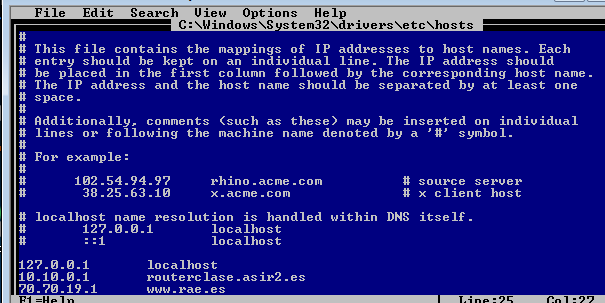 File Edit Search View Options Help
C:\Windows\System32\drivers\etc\hosts
#
# This file contains the mappings of IP addresses to host names. Each
# entry should be kept on an individual line. The IP address should
# be placed in the first column followed by the corresponding host name.
# The IP address and the host name should be separated by at least one
# space.
#
# Additionally, comments (such as these) may be inserted on individual
# lines or following the machine name denoted by a '#' symbol.
#
# For example:
#
# 102.54.94.97 rhino.acme.com # source server
# 38.25.63.10 x.acme.com # x client host

# localhost name resolution is handled within DNS itself.
# 127.0.0.1 localhost
# ::1 localhost

127.0.0.1 localhost
10.10.0.1 routerclase.asir2.es
70.70.19.1 www.rae.es
F1=Help Line:25 Col:27